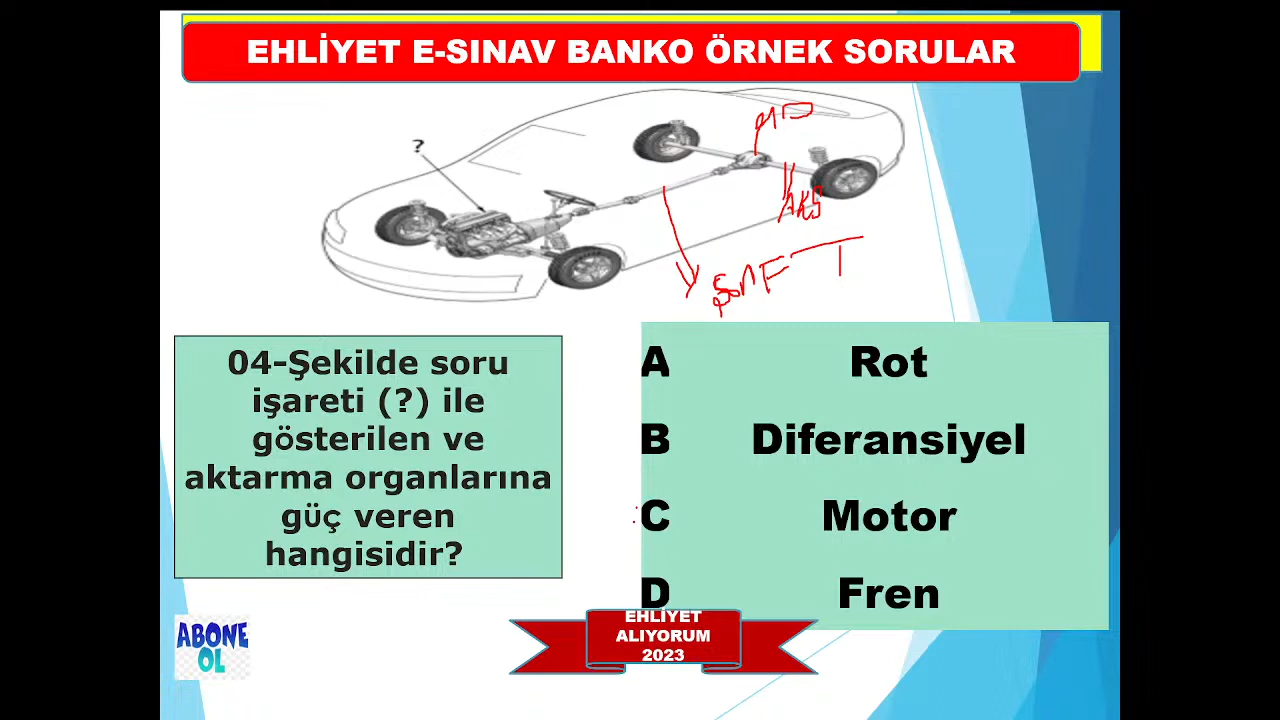 EHLİYET E-SINAV BANKO ÖRNEK SORULAR
?
AKS
ŞAFT
04-Şekilde soru
işareti (?) ile
gösterilen ve
aktarma organlarına
güç veren
hangisidir?
A Rot
B Diferansiyel
C Motor
D Fren
EHLİYET
ALIYORUM
2023
ABONE
OL